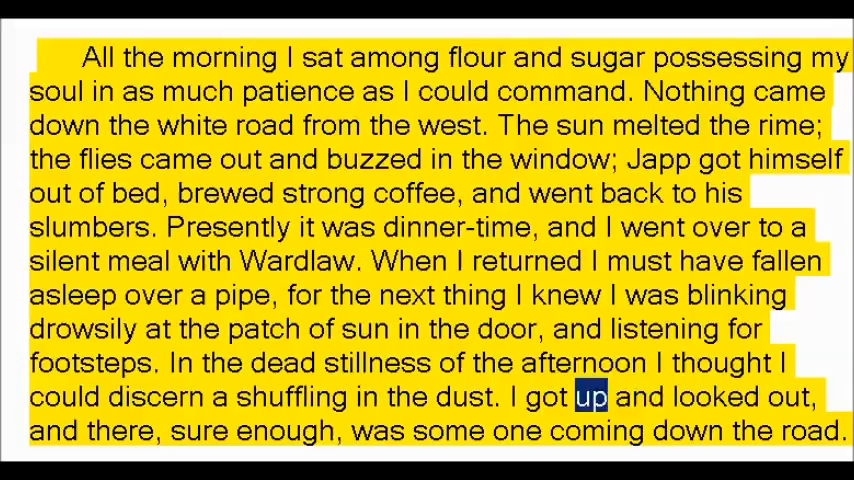 All the morning I sat among flour and sugar possessing my
soul in as much patience as I could command. Nothing came
down the white road from the west. The sun melted the rime;
the flies came out and buzzed in the window; Japp got himself
out of bed, brewed strong coffee, and went back to his
slumbers. Presently it was dinner-time, and I went over to a
silent meal with Wardlaw. When I returned I must have fallen
asleep over a pipe, for the next thing I knew I was blinking
drowsily at the patch of sun in the door, and listening for
footsteps. In the dead stillness of the afternoon I thought I
could discern a shuffling in the dust. I got up and looked out,
and there, sure enough, was some one coming down the road.